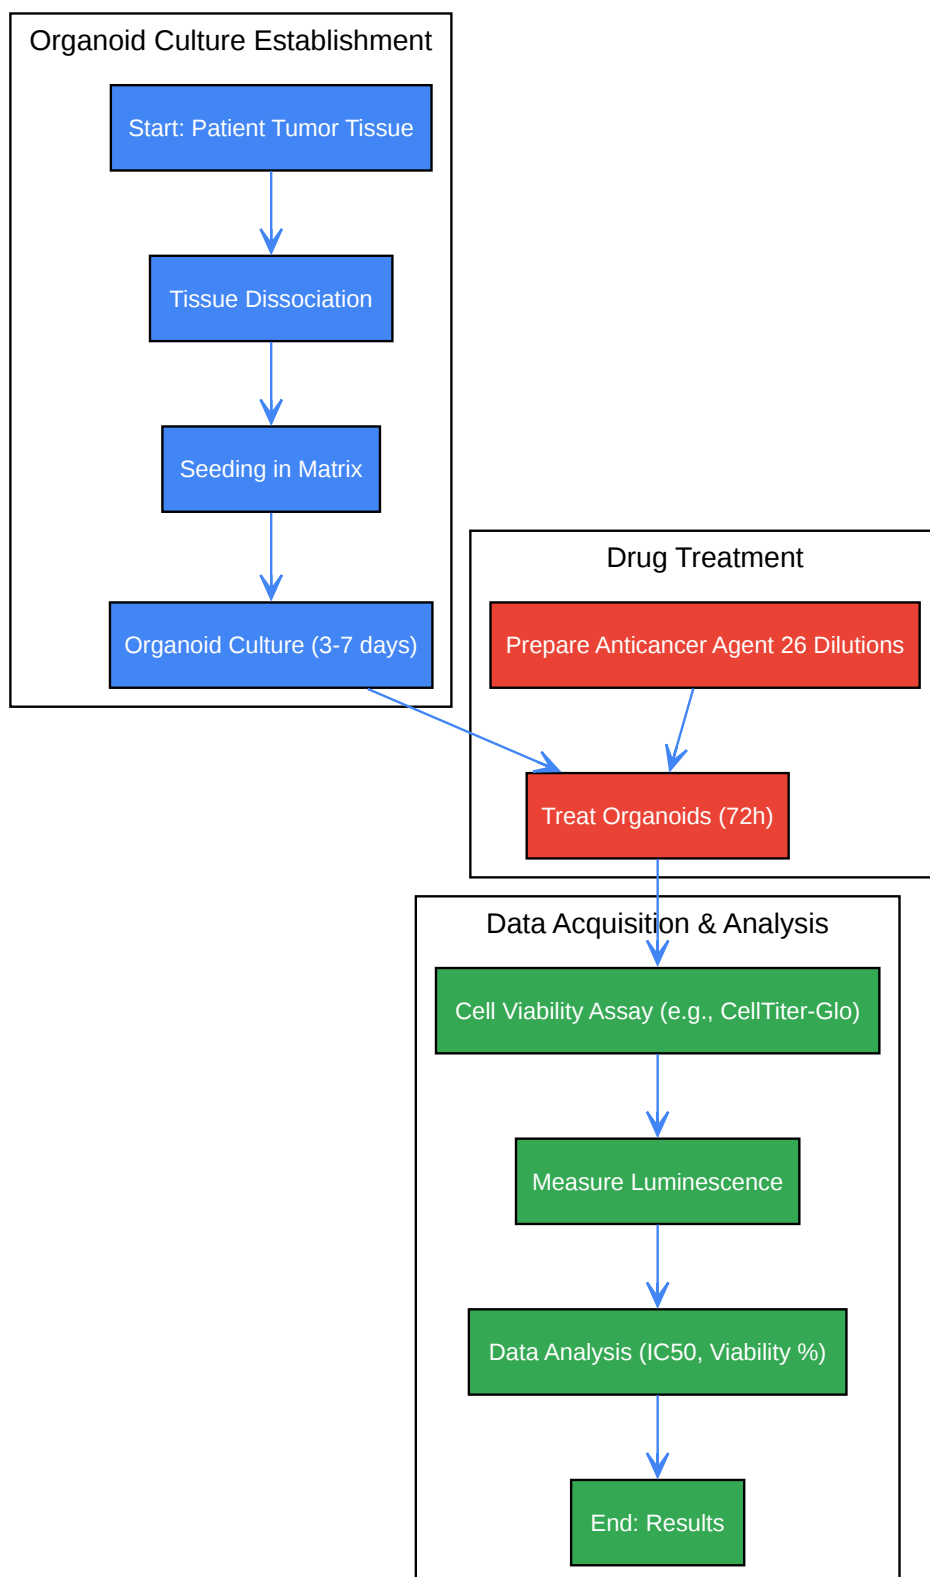 Organoid Culture Establishment
Start: Patient Tumor Tissue
Tissue Dissociation
Seeding in Matrix
Organoid Culture (3-7 days)
Drug Treatment
Prepare Anticancer Agent 26 Dilutions
Treat Organoids (72h)
Data Acquisition & Analysis
Cell Viability Assay (e.g., CellTiter-Glo)
Measure Luminescence
Data Analysis (IC50, Viability %)
End: Results